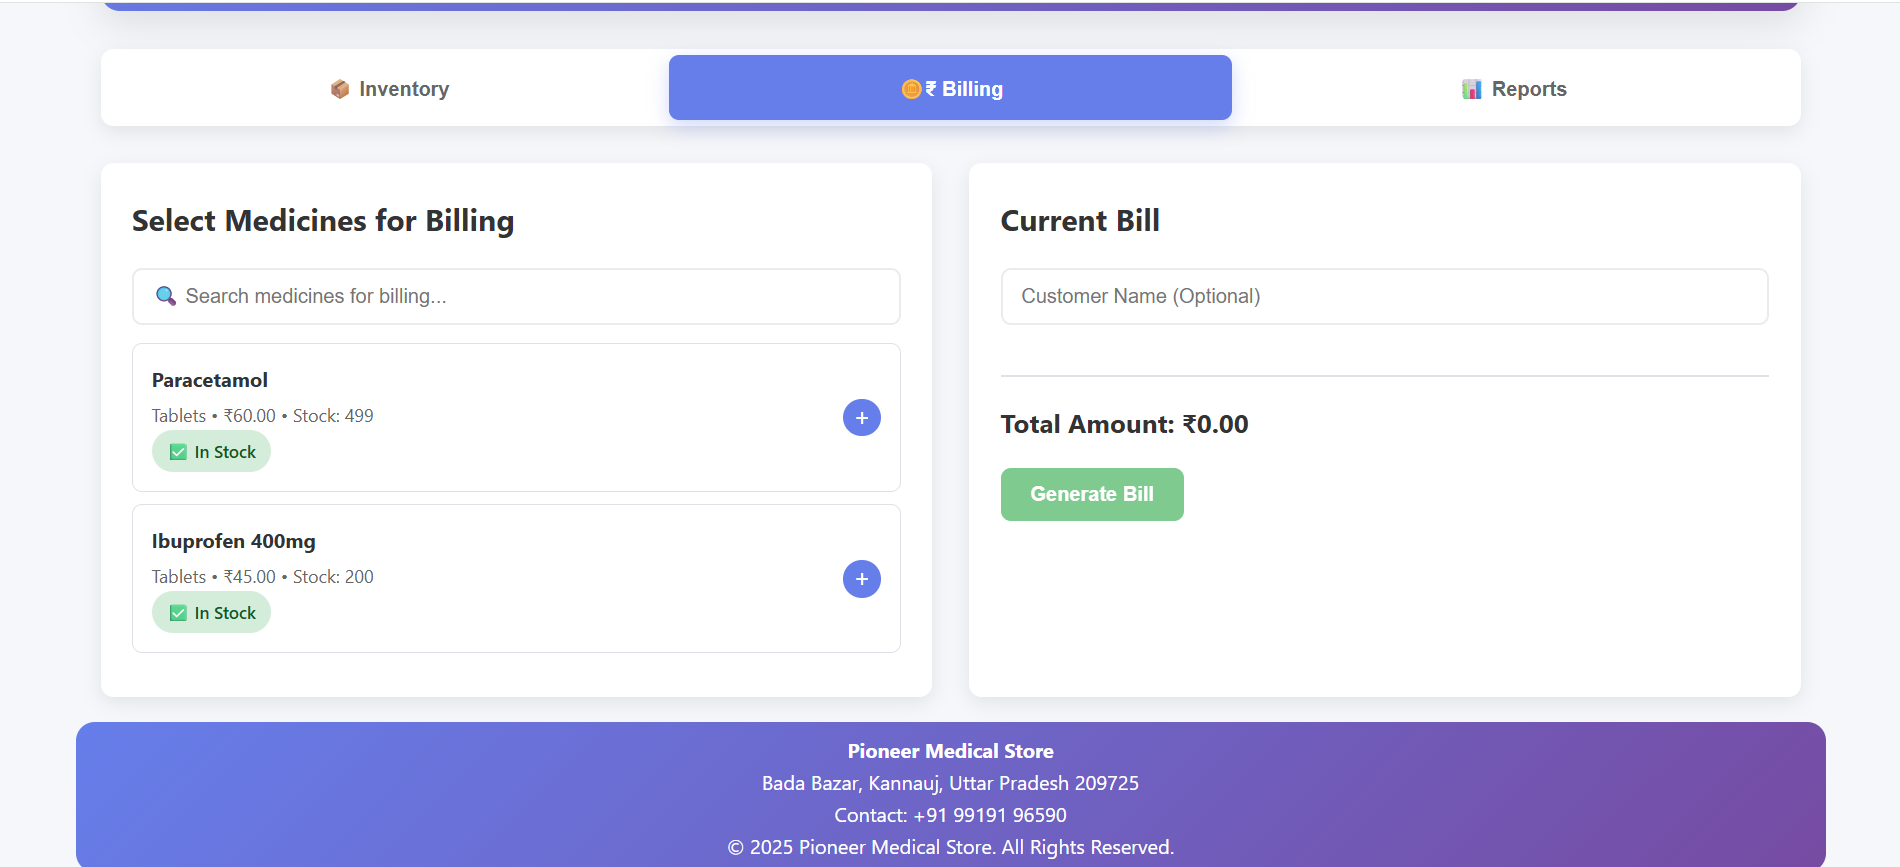 Inventory
₹ Billing
Reports
Select Medicines for Billing
Search medicines for billing...
Paracetamol
Tablets • ₹60.00 • Stock: 499
In Stock
+
Ibuprofen 400mg
Tablets • ₹45.00 • Stock: 200
In Stock
+
Current Bill
Customer Name (Optional)
Total Amount: ₹0.00
Generate Bill
Pioneer Medical Store
Bada Bazar, Kannauj, Uttar Pradesh 209725
Contact: +91 99191 96590
© 2025 Pioneer Medical Store. All Rights Reserved.